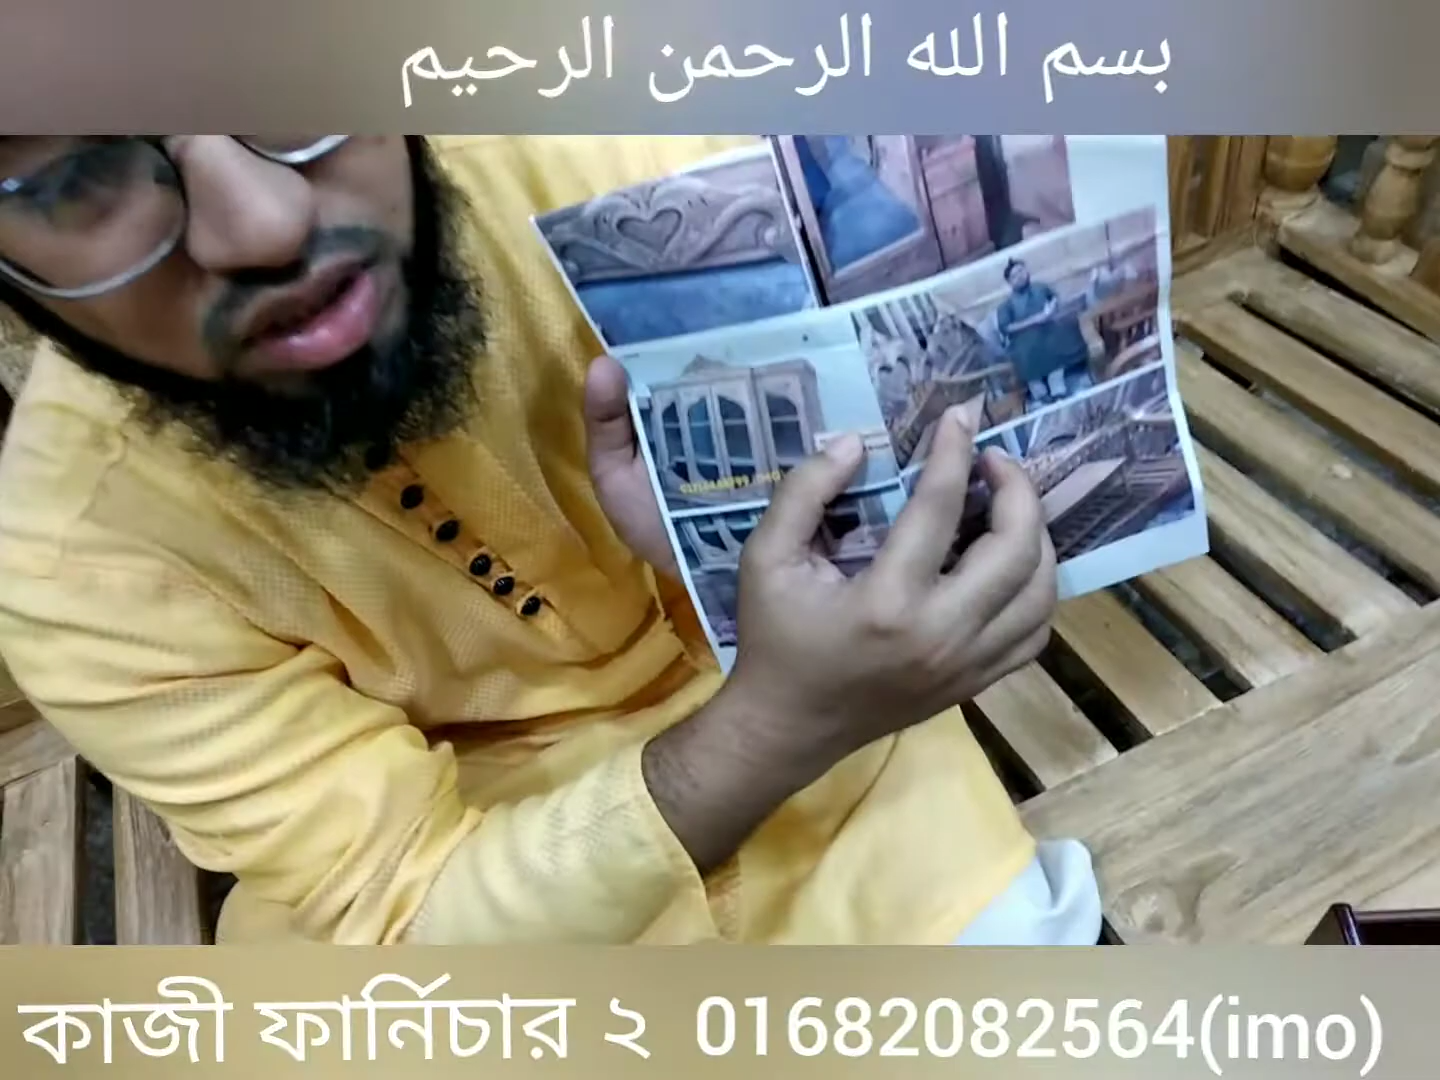 بسم الله الرحمن الرحيم
কাজী ফার্নিচার ২ 01682082564(imo)